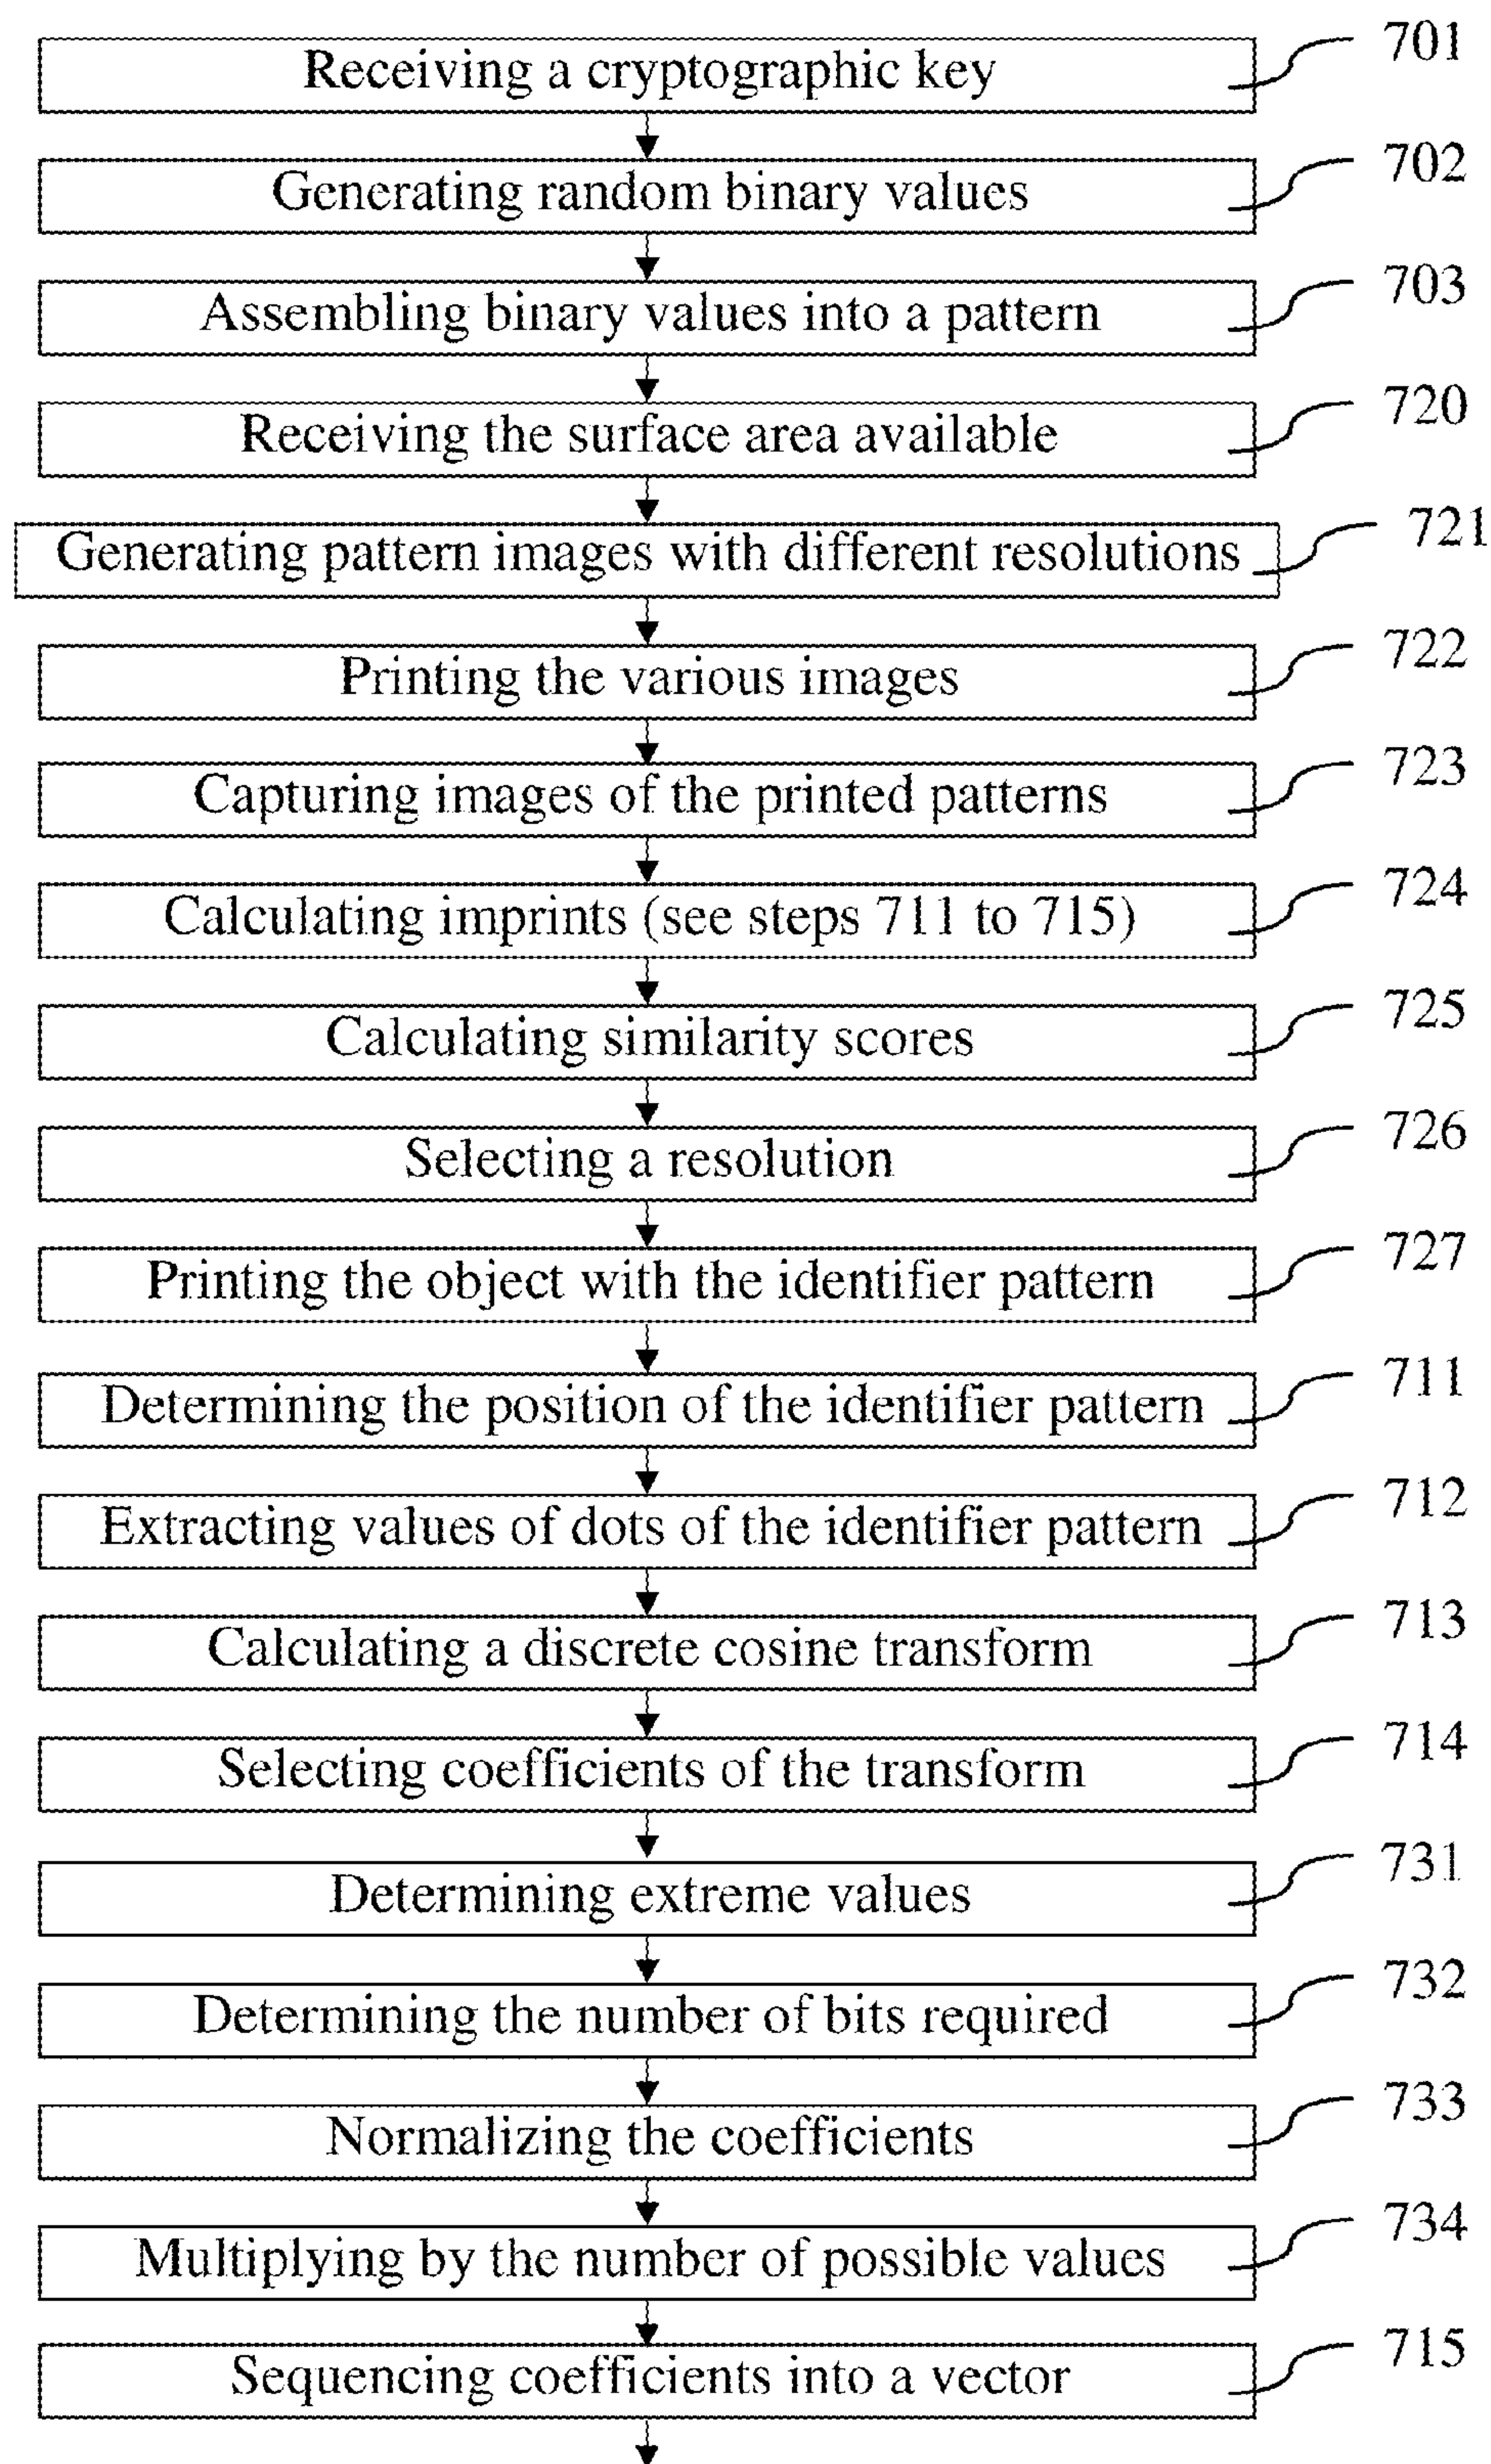 Receiving a cryptographic key 701
Generating random binary values 702
Assembling binary values into a pattern 703
Receiving the surface area available 720
Generating pattern images with different resolutions 721
Printing the various images 722
Capturing images of the printed patterns 723
Calculating imprints (see steps 711 to 715) 724
Calculating similarity scores 725
Selecting a resolution 726
Printing the object with the identifier pattern 727
Determining the position of the identifier pattern 711
Extracting values of dots of the identifier pattern 712
Calculating a discrete cosine transform 713
Selecting coefficients of the transform 714
Determining extreme values 731
Determining the number of bits required 732
Normalizing the coefficients 733
Multiplying by the number of possible values 734
Sequencing coefficients into a vector 715